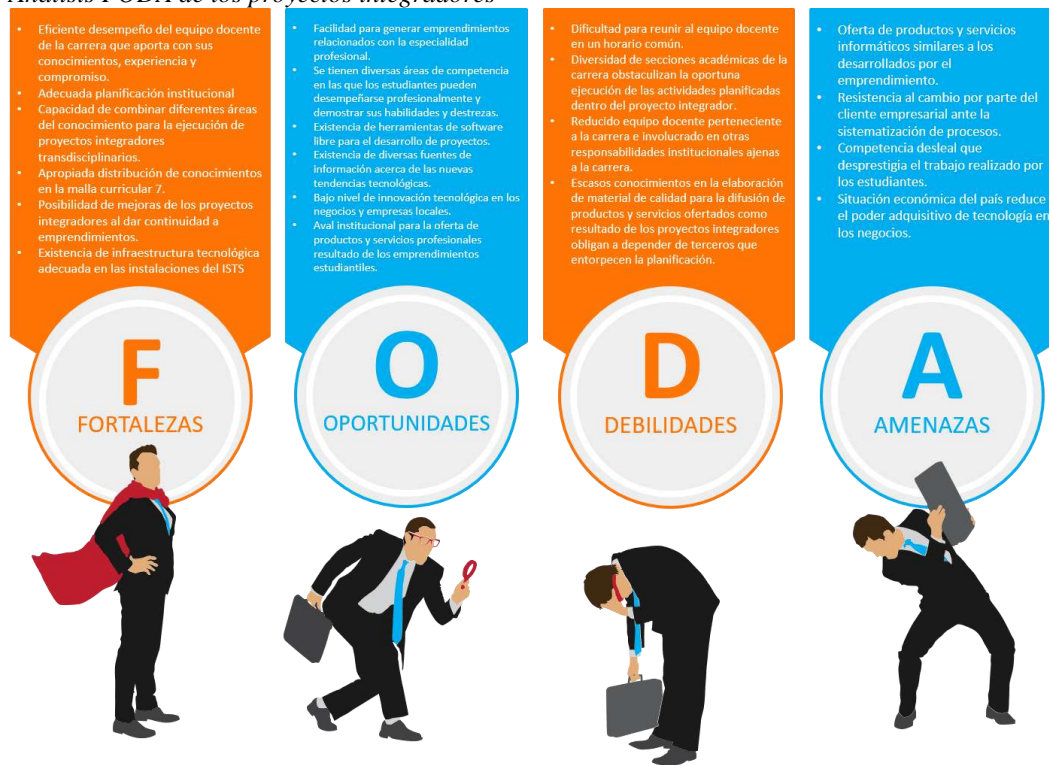 Análisis FODA de los proyectos integradores
• Eficiente desempeño del equipo docente
de la carrera que aporta con sus
conocimientos, experiencia y
compromiso.
• Adecuada planificación institucional
• Capacidad de combinar diferentes áreas
del conocimiento para la ejecución de
proyectos integradores
transdisciplinarios.
• Apropiada distribución de conocimientos
en la malla curricular 7.
• Posibilidad de mejoras de los proyectos
integradores al dar continuidad a
emprendimientos.
• Existencia de infraestructura tecnológica
adecuada en las instalaciones del ISTS
F
FORTALEZAS
• Facilidad para generar emprendimientos
relacionados con la especialidad
profesional.
• Se tienen diversas áreas de competencia
en las que los estudiantes pueden
desempeñarse profesionalmente y
demostrar sus habilidades y destrezas.
• Existencia de herramientas de software
libre para el desarrollo de proyectos.
• Existencia de diversas fuentes de
información acerca de las nuevas
tendencias tecnológicas.
• Bajo nivel de innovación tecnológica en los
negocios y empresas locales.
• Aval institucional para la oferta de
productos y servicios profesionales
resultado de los emprendimientos
estudiantiles.
O
OPORTUNIDADES
• Dificultad para reunir al equipo docente
en un horario común.
• Diversidad de secciones académicas de la
carrera obstaculizan la oportuna
ejecución de las actividades planificadas
dentro del proyecto integrador.
• Reducido equipo docente perteneciente
a la carrera e involucrado en otras
responsabilidades institucionales ajenas
a la carrera.
• Escasos conocimientos en la elaboración
de material de calidad para la difusión de
productos y servicios ofertados como
resultado de los proyectos integradores
obligan a depender de terceros que
entorpecen la planificación.
D
DEBILIDADES
• Oferta de productos y servicios
informáticos similares a los
desarrollados por el
emprendimiento.
• Resistencia al cambio por parte del
cliente empresarial ante la
sistematización de procesos.
• Competencia desleal que
desprestigia el trabajo realizado por
los estudiantes.
• Situación económica del país reduce
el poder adquisitivo de tecnología en
los negocios.
A
AMENAZAS